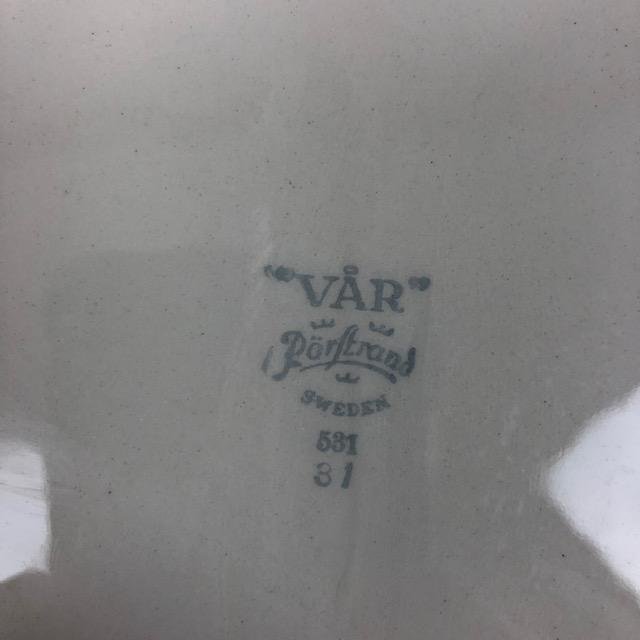 "VÅR"
Rörstrand
SWEDEN
531
31